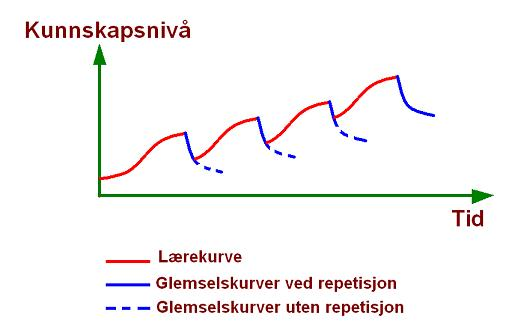 Kunnskapsnivå
Tid
Lærekurve
Glemselskurver ved repetisjon
Glemselskurver uten repetisjon